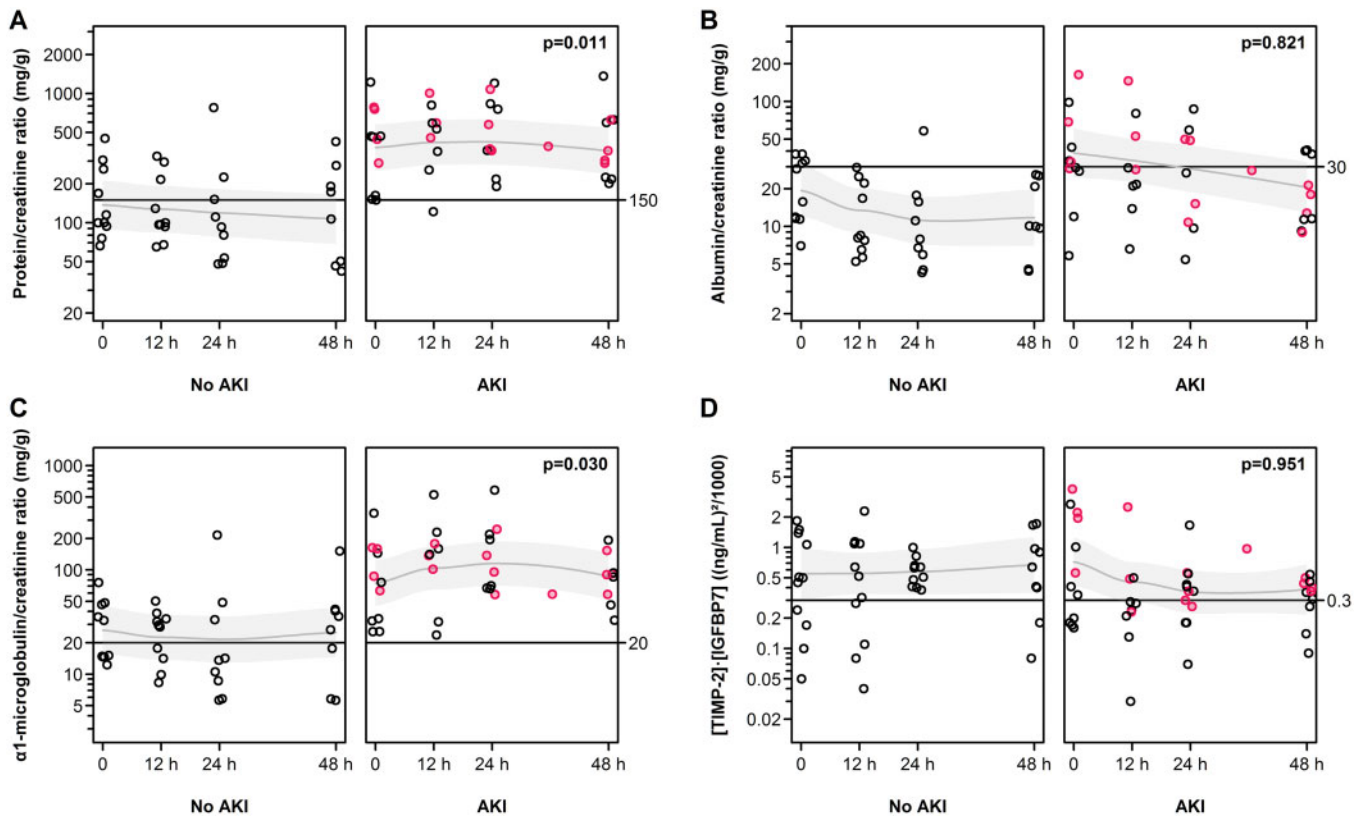 A
Protein/creatinine ratio (mg/g)
2000
1000
500
200
100
50
20
p=0.011
150
0 12 h 24 h 48 h
0 12 h 24 h 48 h
No AKI
AKI
B
Albumin/creatinine ratio (mg/g)
200
100
50
20
10
5
2
p=0.821
30
0 12 h 24 h 48 h
0 12 h 24 h 48 h
No AKI
AKI
C
α1-microglobulin/creatinine ratio (mg/g)
1000
500
200
100
50
20
10
5
p=0.030
20
0 12 h 24 h 48 h
0 12 h 24 h 48 h
No AKI
AKI
D
[TIMP-2]·[IGFBP7] ((ng/mL)²/1000)
5
2
1
0.5
0.2
0.1
0.05
0.02
p=0.951
0.3
0 12 h 24 h 48 h
0 12 h 24 h 48 h
No AKI
AKI